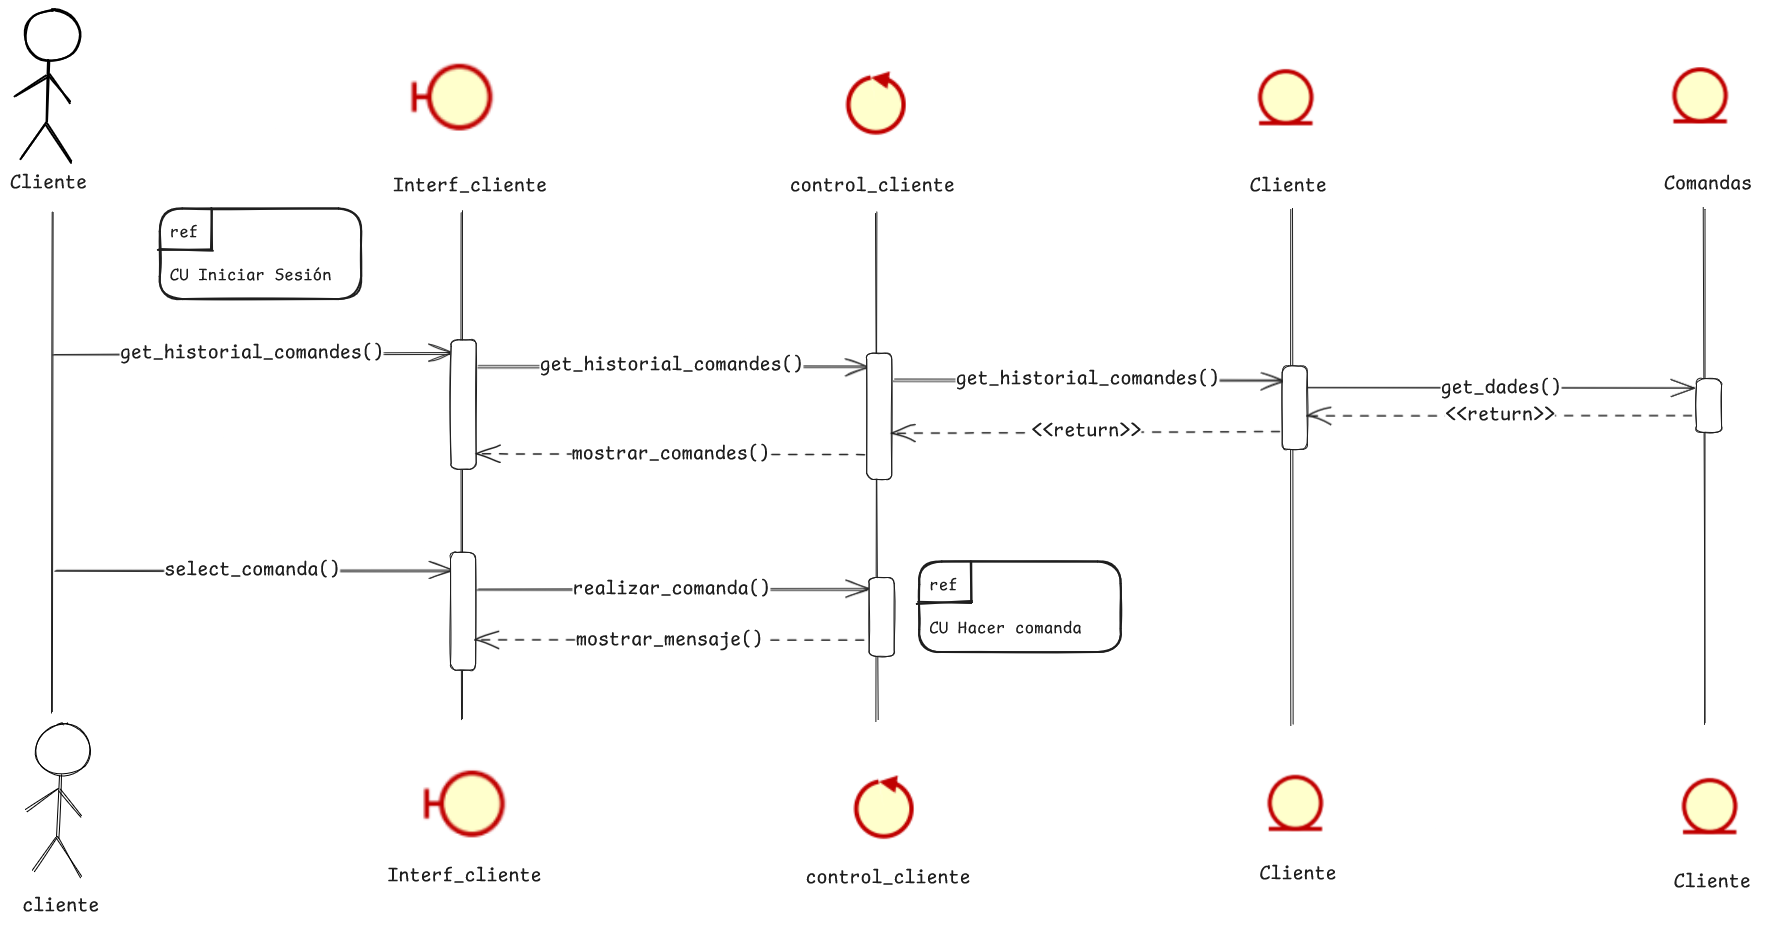 Cliente
Interf_cliente
control_cliente
Cliente
Comandas
ref
CU Iniciar Sesión
get_historial_comandes()
get_historial_comandes()
get_historial_comandes()
get_dades()
<<return>>
<<return>>
mostrar_comandes()
select_comanda()
realizar_comanda()
ref
CU Hacer comanda
mostrar_mensaje()
cliente
Interf_cliente
control_cliente
Cliente
Cliente